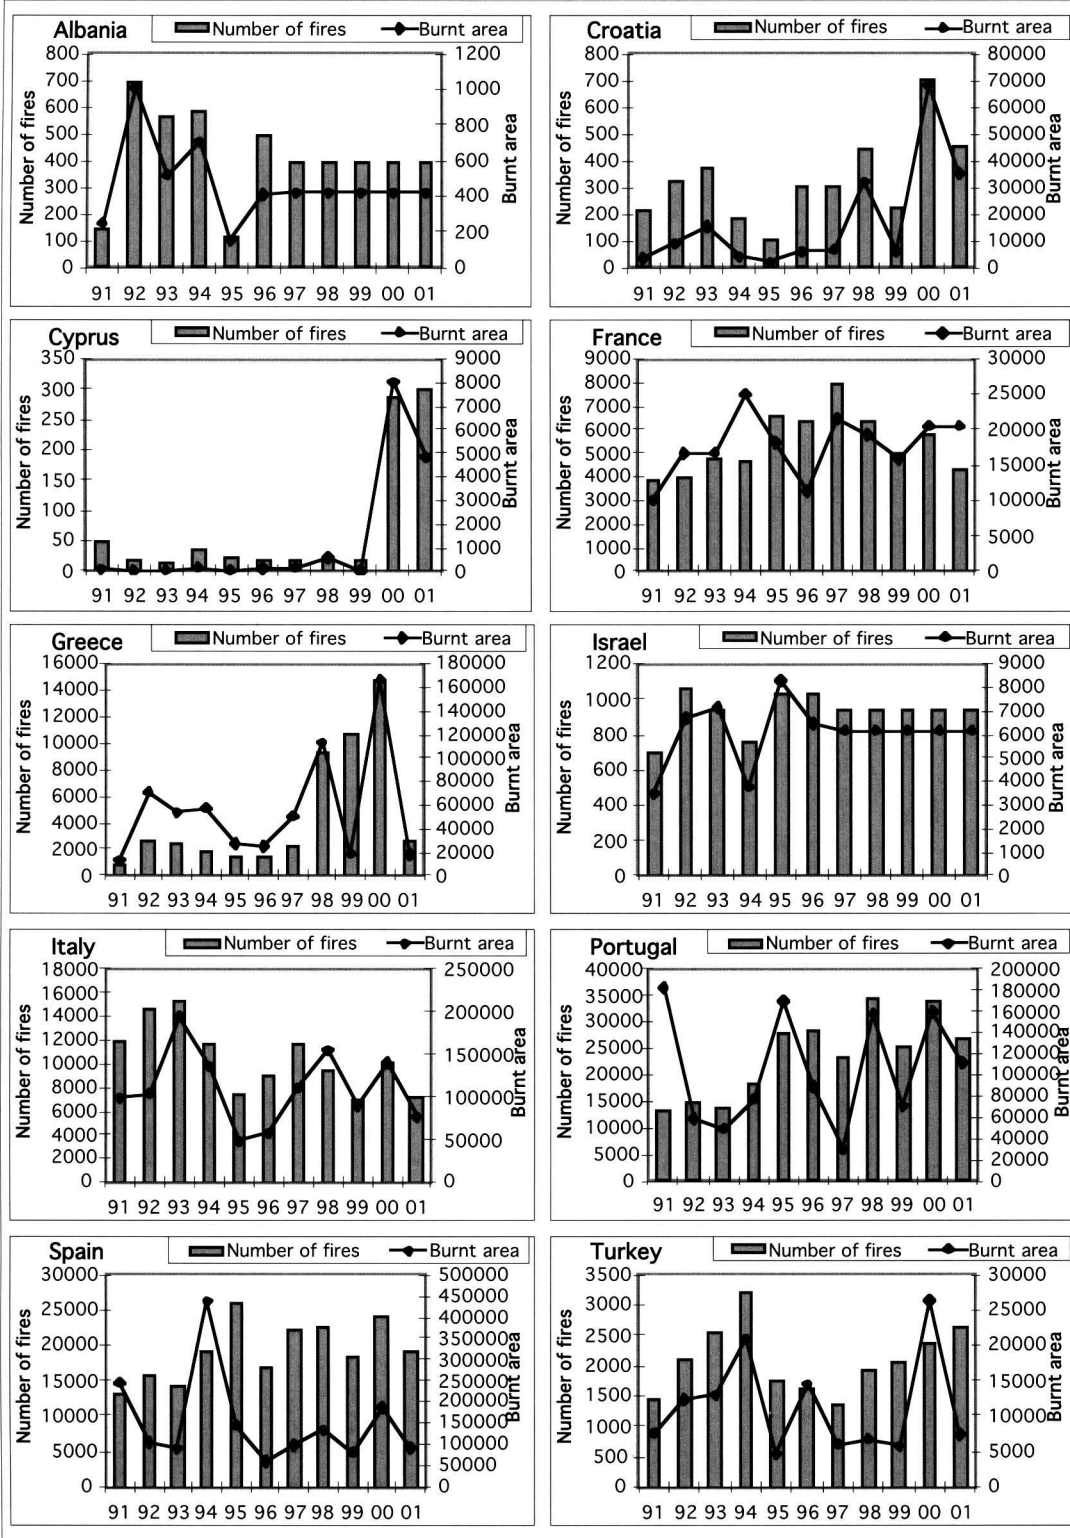 Albania
Number of fires
Burnt area
800
700
600
500
400
300
200
100
0
1200
1000
800
600
400
200
0
Number of fires
Burnt area
91 92 93 94 95 96 97 98 99 00 01
Croatia
Number of fires
Burnt area
800
700
600
500
400
300
200
100
0
80000
70000
60000
50000
40000
30000
20000
10000
0
Number of fires
Burnt area
91 92 93 94 95 96 97 98 99 00 01
Cyprus
Number of fires
Burnt area
350
300
250
200
150
100
50
0
9000
8000
7000
6000
5000
4000
3000
2000
1000
0
Number of fires
Burnt area
91 92 93 94 95 96 97 98 99 00 01
France
Number of fires
Burnt area
9000
8000
7000
6000
5000
4000
3000
2000
1000
0
30000
25000
20000
15000
10000
5000
0
Number of fires
Burnt area
91 92 93 94 95 96 97 98 99 00 01
Greece
Number of fires
Burnt area
16000
14000
12000
10000
8000
6000
4000
2000
0
180000
160000
140000
120000
100000
80000
60000
40000
20000
0
Number of fires
Burnt area
91 92 93 94 95 96 97 98 99 00 01
Israel
Number of fires
Burnt area
1200
1000
800
600
400
200
0
9000
8000
7000
6000
5000
4000
3000
2000
1000
0
Number of fires
Burnt area
91 92 93 94 95 96 97 98 99 00 01
Italy
Number of fires
Burnt area
18000
16000
14000
12000
10000
8000
6000
4000
2000
0
250000
200000
150000
100000
50000
0
Number of fires
Burnt area
91 92 93 94 95 96 97 98 99 00 01
Portugal
Number of fires
Burnt area
40000
35000
30000
25000
20000
15000
10000
5000
0
200000
180000
160000
140000
120000
100000
80000
60000
40000
20000
0
Number of fires
Burnt area
91 92 93 94 95 96 97 98 99 00 01
Spain
Number of fires
Burnt area
30000
25000
20000
15000
10000
5000
0
500000
450000
400000
350000
300000
250000
200000
150000
100000
50000
0
Number of fires
Burnt area
91 92 93 94 95 96 97 98 99 00 01
Turkey
Number of fires
Burnt area
3500
3000
2500
2000
1500
1000
500
0
30000
25000
20000
15000
10000
5000
0
Number of fires
Burnt area
91 92 93 94 95 96 97 98 99 00 01